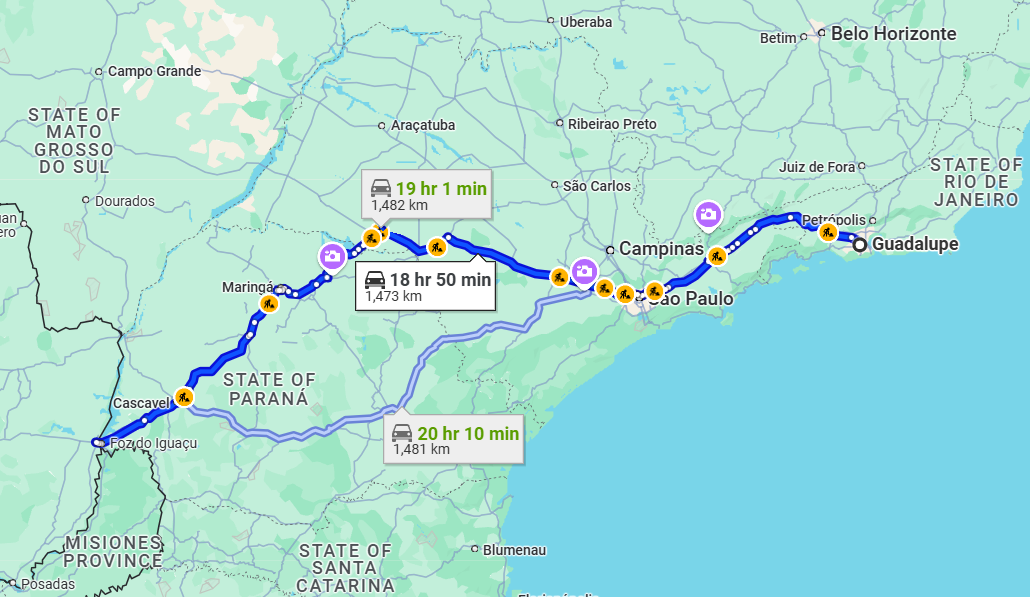 Uberaba
Betim
Belo Horizonte
Campo Grande
STATE OF
MATO
GROSSO
DO SUL
Araçatuba
Ribeirao Preto
Juiz de Fora
STATE OF
RIO DE
JANEIRO
19 hr 1 min
1,482 km
São Carlos
Dourados
Petrópolis
Campinas
Guadalupe
18 hr 50 min
1,473 km
Maringá
São Paulo
STATE OF
PARANÁ
Cascavel
20 hr 10 min
1,481 km
Foz do Iguaçu
MISIONES
PROVINCE
STATE OF
SANTA
CATARINA
Blumenau
Posadas